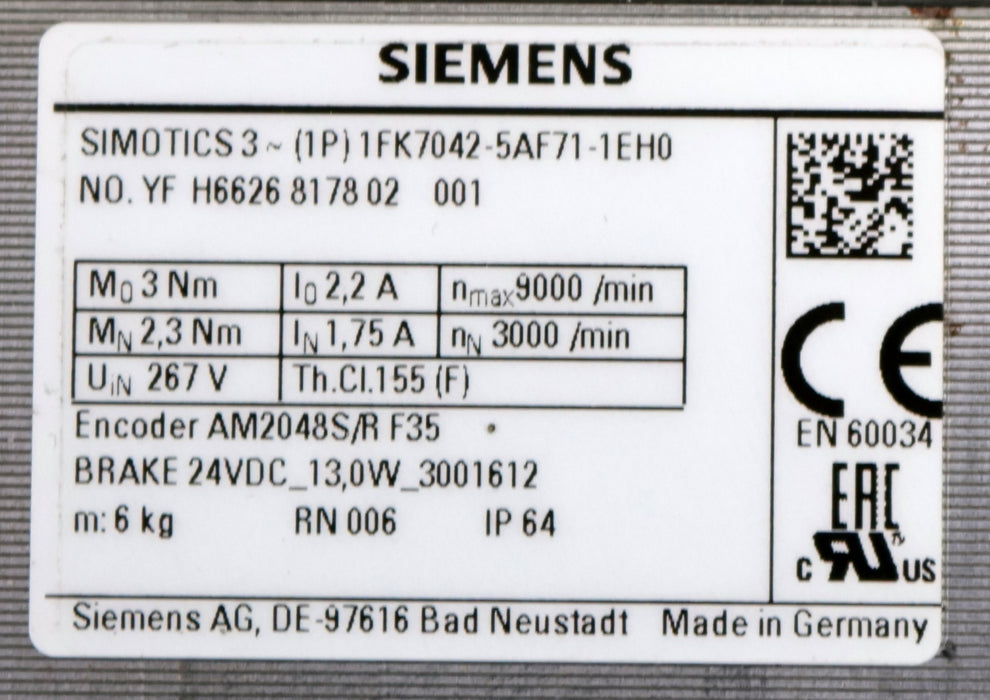 SIEMENS
SIMOTICS 3 ~ (1P) 1FK7042-5AF71-1EH0
NO. YF H6626 8178 02 001
M0 3 Nm I0 2,2 A nmax9000 /min
MN 2,3 Nm IN 1,75 A nN 3000 /min
UiN 267 V Th.Cl.155 (F)
Encoder AM2048S/R F35
BRAKE 24VDC_13,0W_3001612
m: 6 kg RN 006 IP 64
CE
EN 60034
EAC
c RU US
Siemens AG, DE-97616 Bad Neustadt Made in Germany